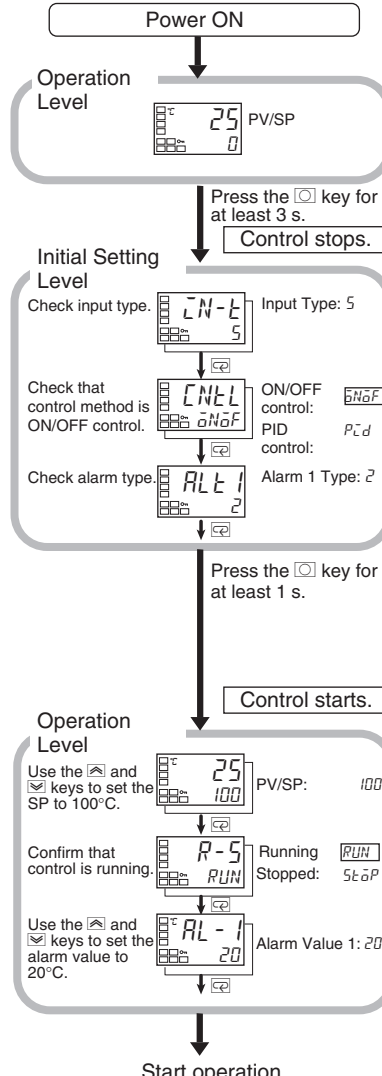 Power ON
Operation
Level
℃ 25 PV/SP
0
Press the key for
at least 3 s.
Control stops.
Initial Setting
Level
Check input type.
IN-t
5
Input Type: 5
Check that
control method is
ON/OFF control.
CNtL
oNoF
ON/OFF
control: oNoF
PID
control: Pid
Check alarm type.
ALt1
2
Alarm 1 Type: 2
Press the key for
at least 1 s.
Control starts.
Operation
Level
Use the and
keys to set the
SP to 100°C.
℃ 25
100
PV/SP: 100
Confirm that
control is running.
R-S
RUN
Running RUN
Stopped: StoP
Use the and
keys to set the
alarm value to
20°C.
℃ AL-1
20
Alarm Value 1: 20
Start operation